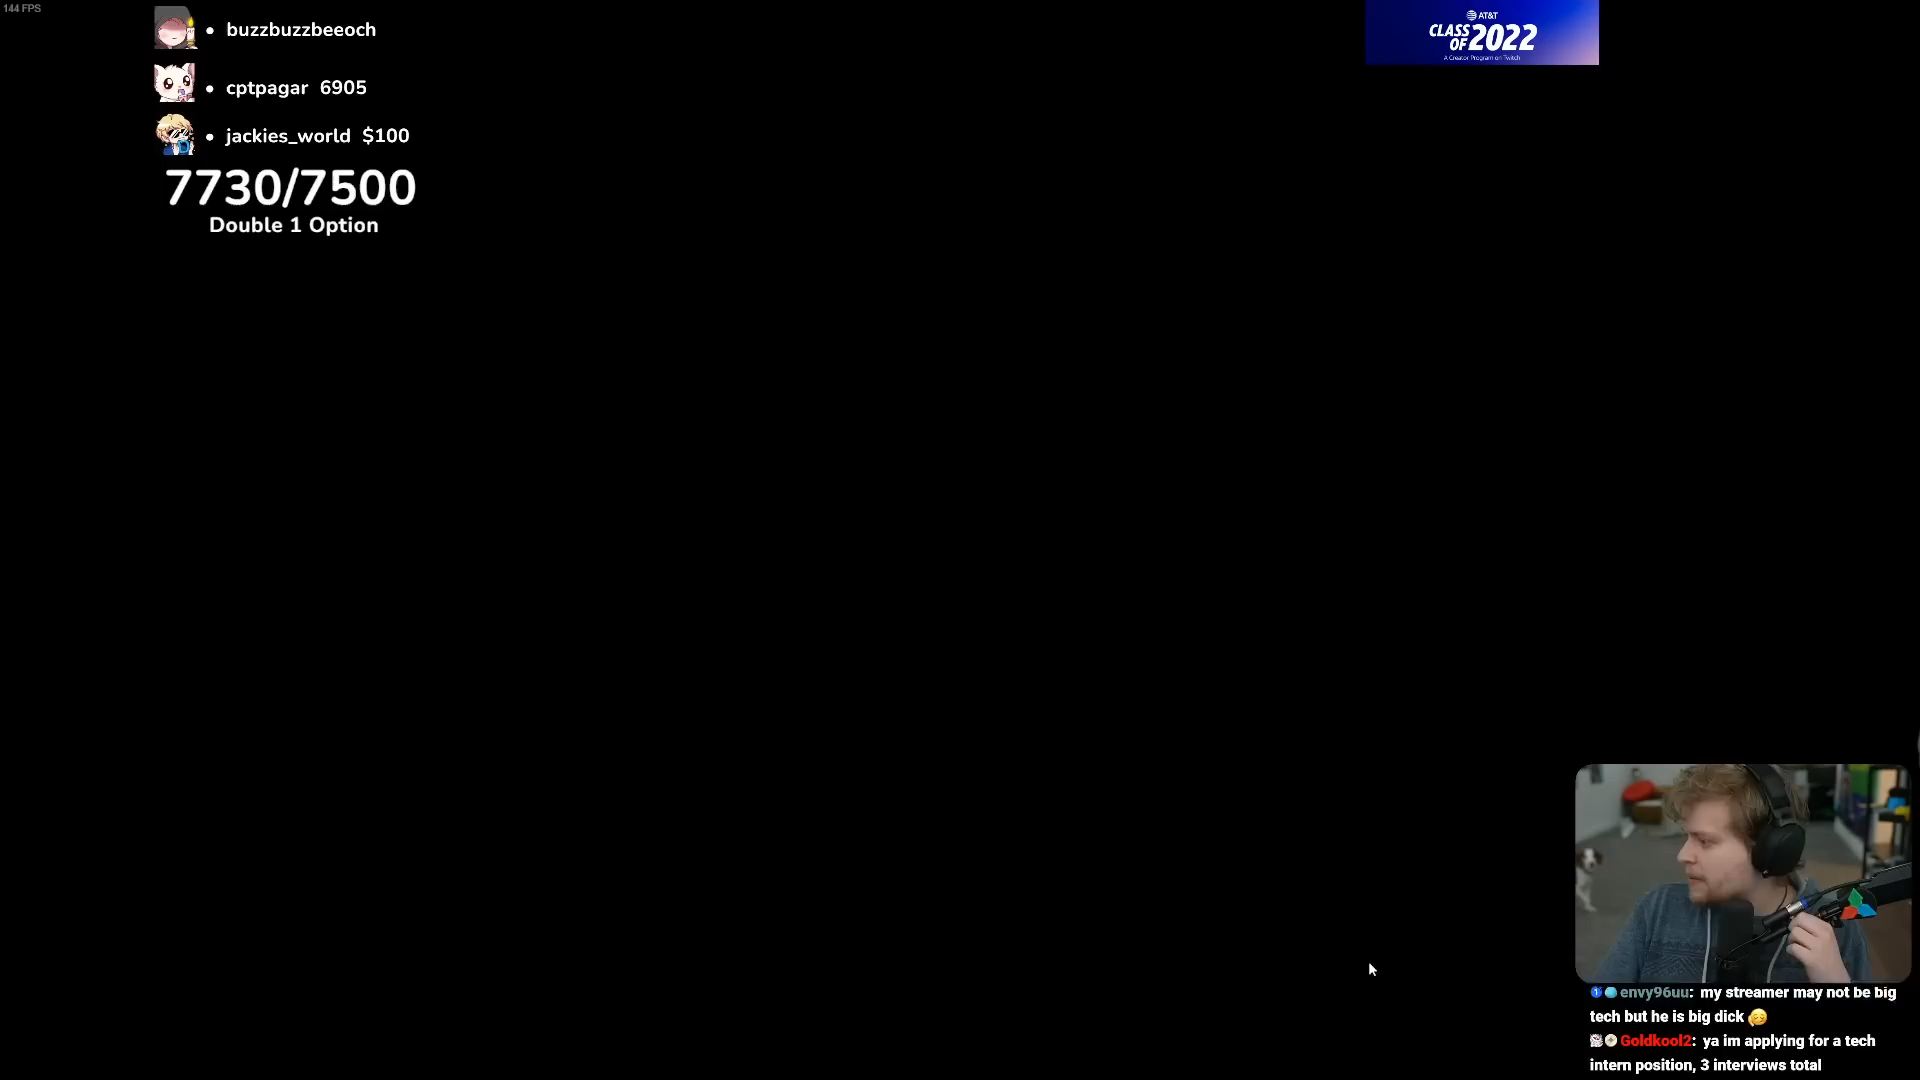 144 FPS
buzzbuzzbeeoch
cptpagar 6905
jackies_world $100
7730/7500
Double 1 Option
AT&T
CLASS
OF 2022
A Creator Program on Twitch
envy96uu: my streamer may not be big
tech but he is big dick
Goldkool2: ya im applying for a tech
intern position, 3 interviews total